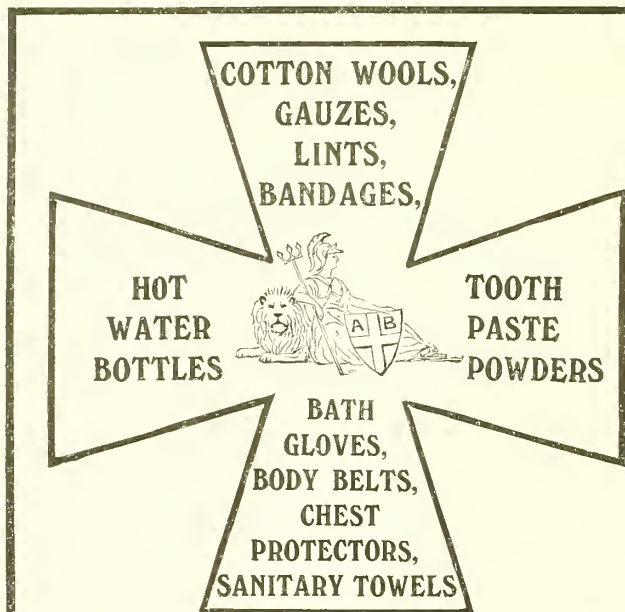 COTTON WOOLS,
GAUZES,
LINTS,
BANDAGES,
HOT
WATER
BOTTLES
A B
TOOTH
PASTE
POWDERS
BATH
GLOVES,
BODY BELTS,
CHEST
PROTECTORS,
SANITARY TOWELS